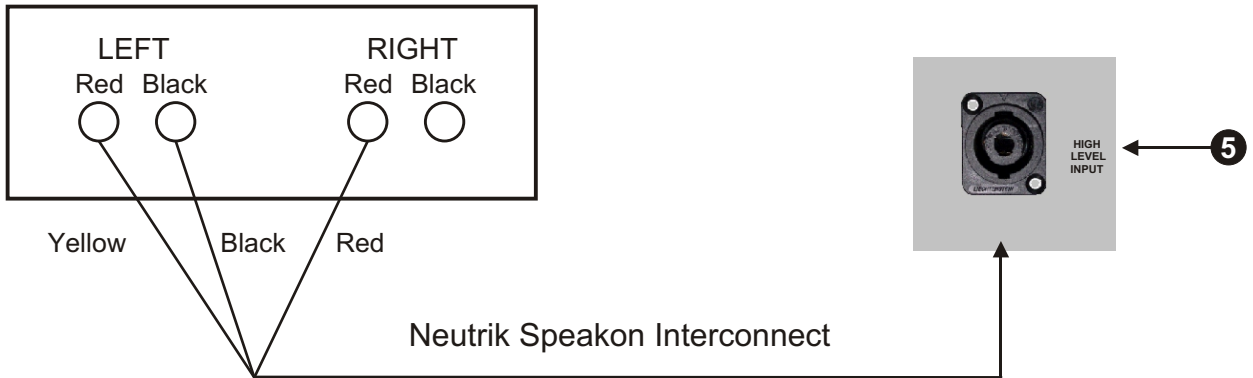 LEFT RIGHT
Red Black Red Black
HIGH
LEVEL
INPUT
5
Yellow Black Red
Neutrik Speakon Interconnect